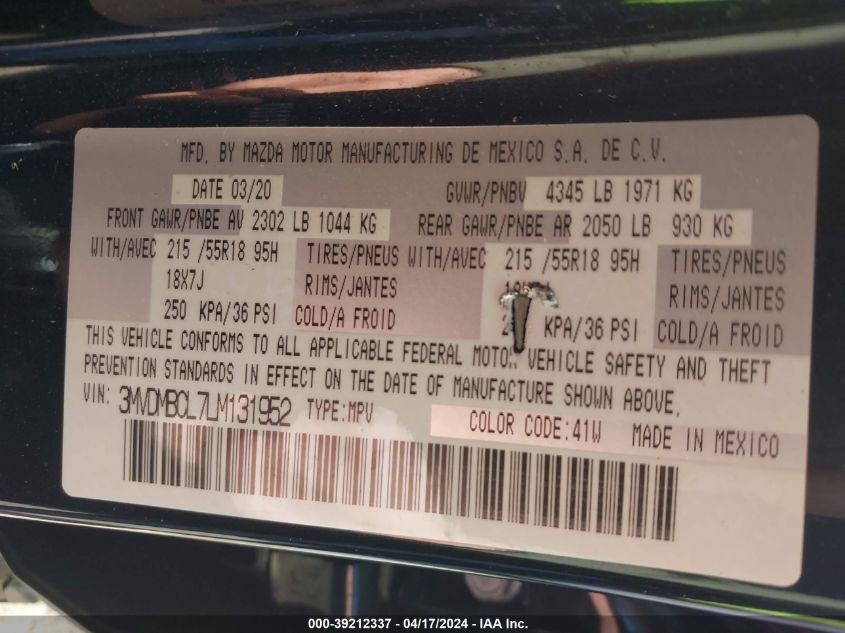 MFD. BY MAZDA MOTOR MANUFACTURING DE MEXICO S.A. DE C.V.
DATE 03/20 GVWR/PNBV 4345 LB 1971 KG
FRONT GAWR/PNBE AV 2302 LB 1044 KG REAR GAWR/PNBE AR 2050 LB 930 KG
WITH/AVEC 215 /55R18 95H TIRES/PNEUS WITH/AVEC 215 /55R18 95H TIRES/PNEUS
18X7J RIMS/JANTES RIMS/JANTES
250 KPA/36 PSI COLD/A FROID KPA/36 PSI COLD/A FROID
THIS VEHICLE CONFORMS TO ALL APPLICABLE FEDERAL MOTOR VEHICLE SAFETY AND THEFT
PREVENTION STANDARDS IN EFFECT ON THE DATE OF MANUFACTURE SHOWN ABOVE.
VIN: 3MVDMBCL7LM131952 TYPE:MPV COLOR CODE:41W MADE IN MEXICO
000-39212337 - 04/17/2024 - IAA Inc.